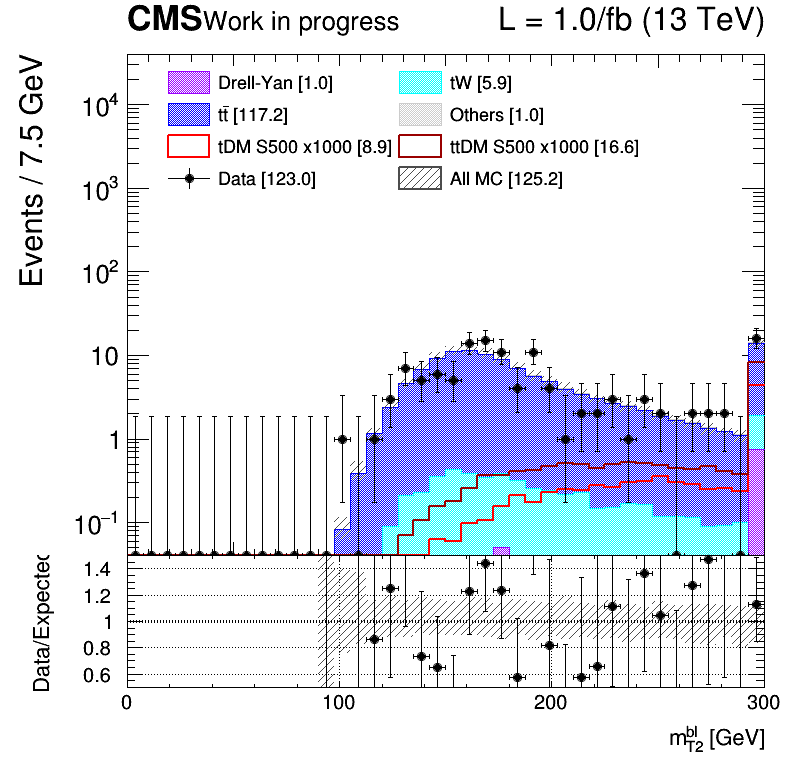 CMS Work in progress L = 1.0/fb (13 TeV)
Events / 7.5 GeV
10⁴
10³
10²
10
1
10⁻¹
Drell-Yan [1.0] tW [5.9]
tt̄ [117.2] Others [1.0]
tDM S500 x1000 [8.9] ttDM S500 x1000 [16.6]
Data [123.0] All MC [125.2]
Data/Expected
1.4
1.2
1
0.8
0.6
0 100 200 300
m_T2^bl [GeV]